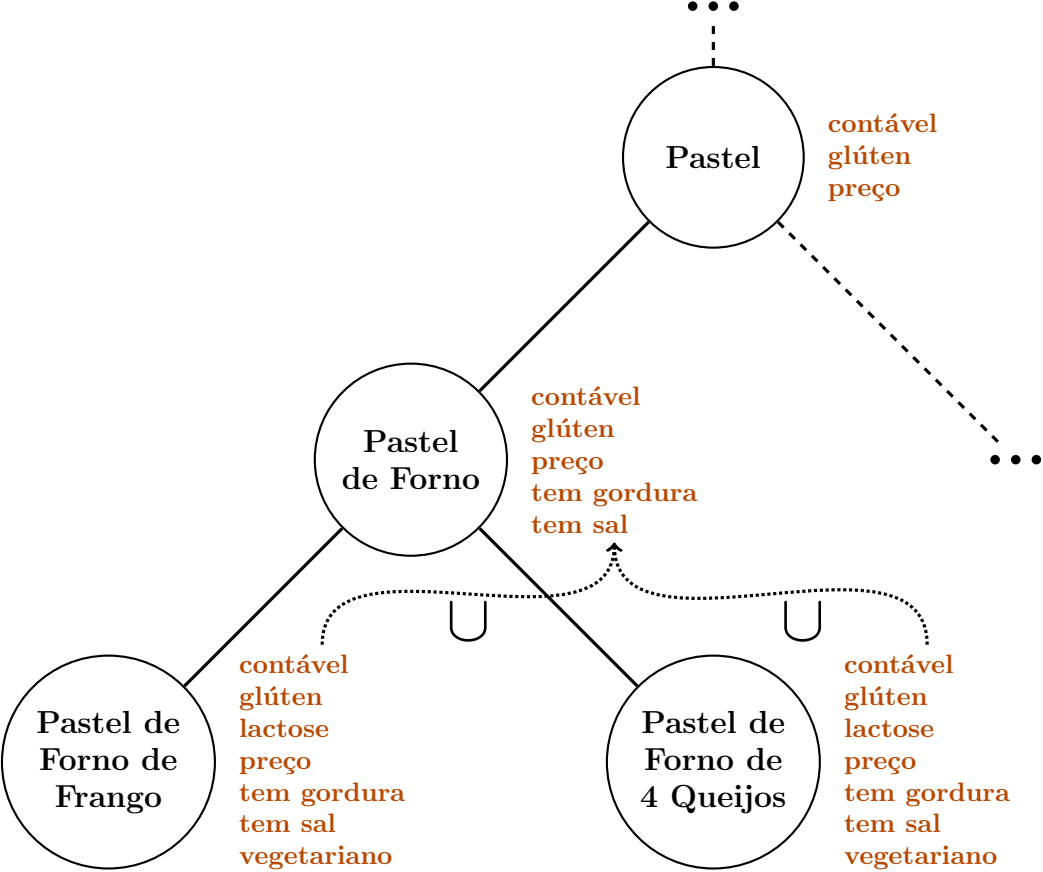 Pastel
contável
glúten
preço
Pastel
de Forno
contável
glúten
preço
tem gordura
tem sal
Pastel de
Forno de
Frango
contável
glúten
lactose
preço
tem gordura
tem sal
vegetariano
Pastel de
Forno de
4 Queijos
contável
glúten
lactose
preço
tem gordura
tem sal
vegetariano